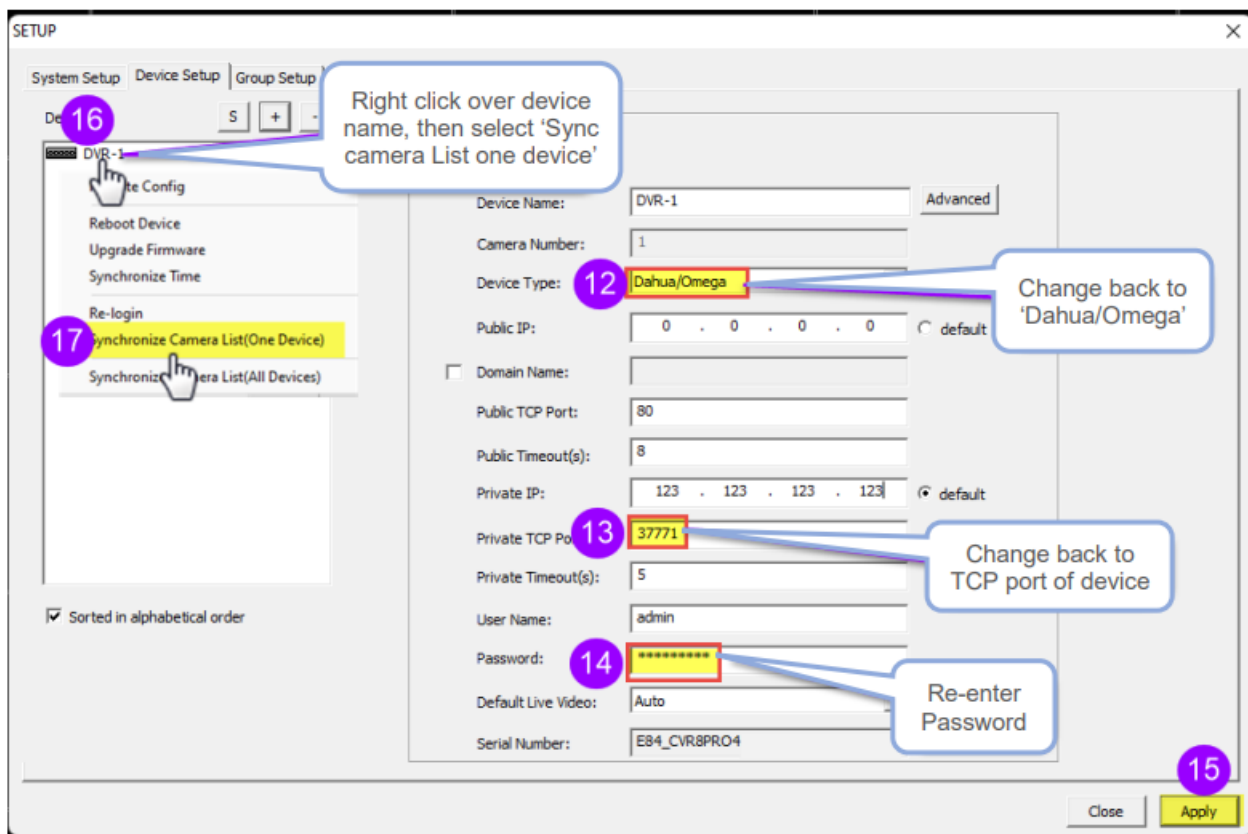 SETUP
System Setup Device Setup Group Setup
16
S + -
DVR-1
Right click over device
name, then select ‘Sync
camera List one device’
Config
Reboot Device
Upgrade Firmware
Synchronize Time
Re-login
17 Synchronize Camera List(One Device)
List(All Devices)
Sorted in alphabetical order
Device Name: DVR-1 Advanced
Camera Number: 1
Device Type: 12 Dahua/Omega
Change back to
‘Dahua/Omega’
Public IP: 0 . 0 . 0 . 0 default
Domain Name:
Public TCP Port: 80
Public Timeout(s): 8
Private IP: 123 . 123 . 123 . 123 default
Private TCP 13 37771
Change back to
TCP port of device
Private Timeout(s): 5
User Name: admin
Password: 14 *********
Re-enter
Password
Default Live Video: Auto
Serial Number: E84_CVR8PRO4
15
Close Apply